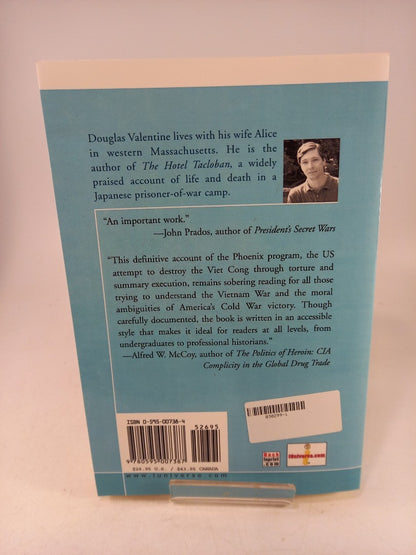 Douglas Valentine lives with his wife Alice
in western Massachusetts. He is the
author of The Hotel Tacloban, a widely
praised account of life and death in a
Japanese prisoner-of-war camp.
“An important work.”
—John Prados, author of President's Secret Wars
“This definitive account of the Phoenix program, the US
attempt to destroy the Viet Cong through torture and
summary execution, remains sobering reading for all those
trying to understand the Vietnam War and the moral
ambiguities of America's Cold War victory. Though
carefully documented, the book is written in an accessible
style that makes it ideal for readers at all levels, from
undergraduates to professional historians.”
—Alfred W. McCoy, author of The Politics of Heroin: CIA
Complicity in the Global Drug Trade
ISBN 0-595-00738-4
52695
9 780595 007387
$26.95 U.S. / $43.95 CANADA
www.iuniverse.com
030299-1
iUniverse.com